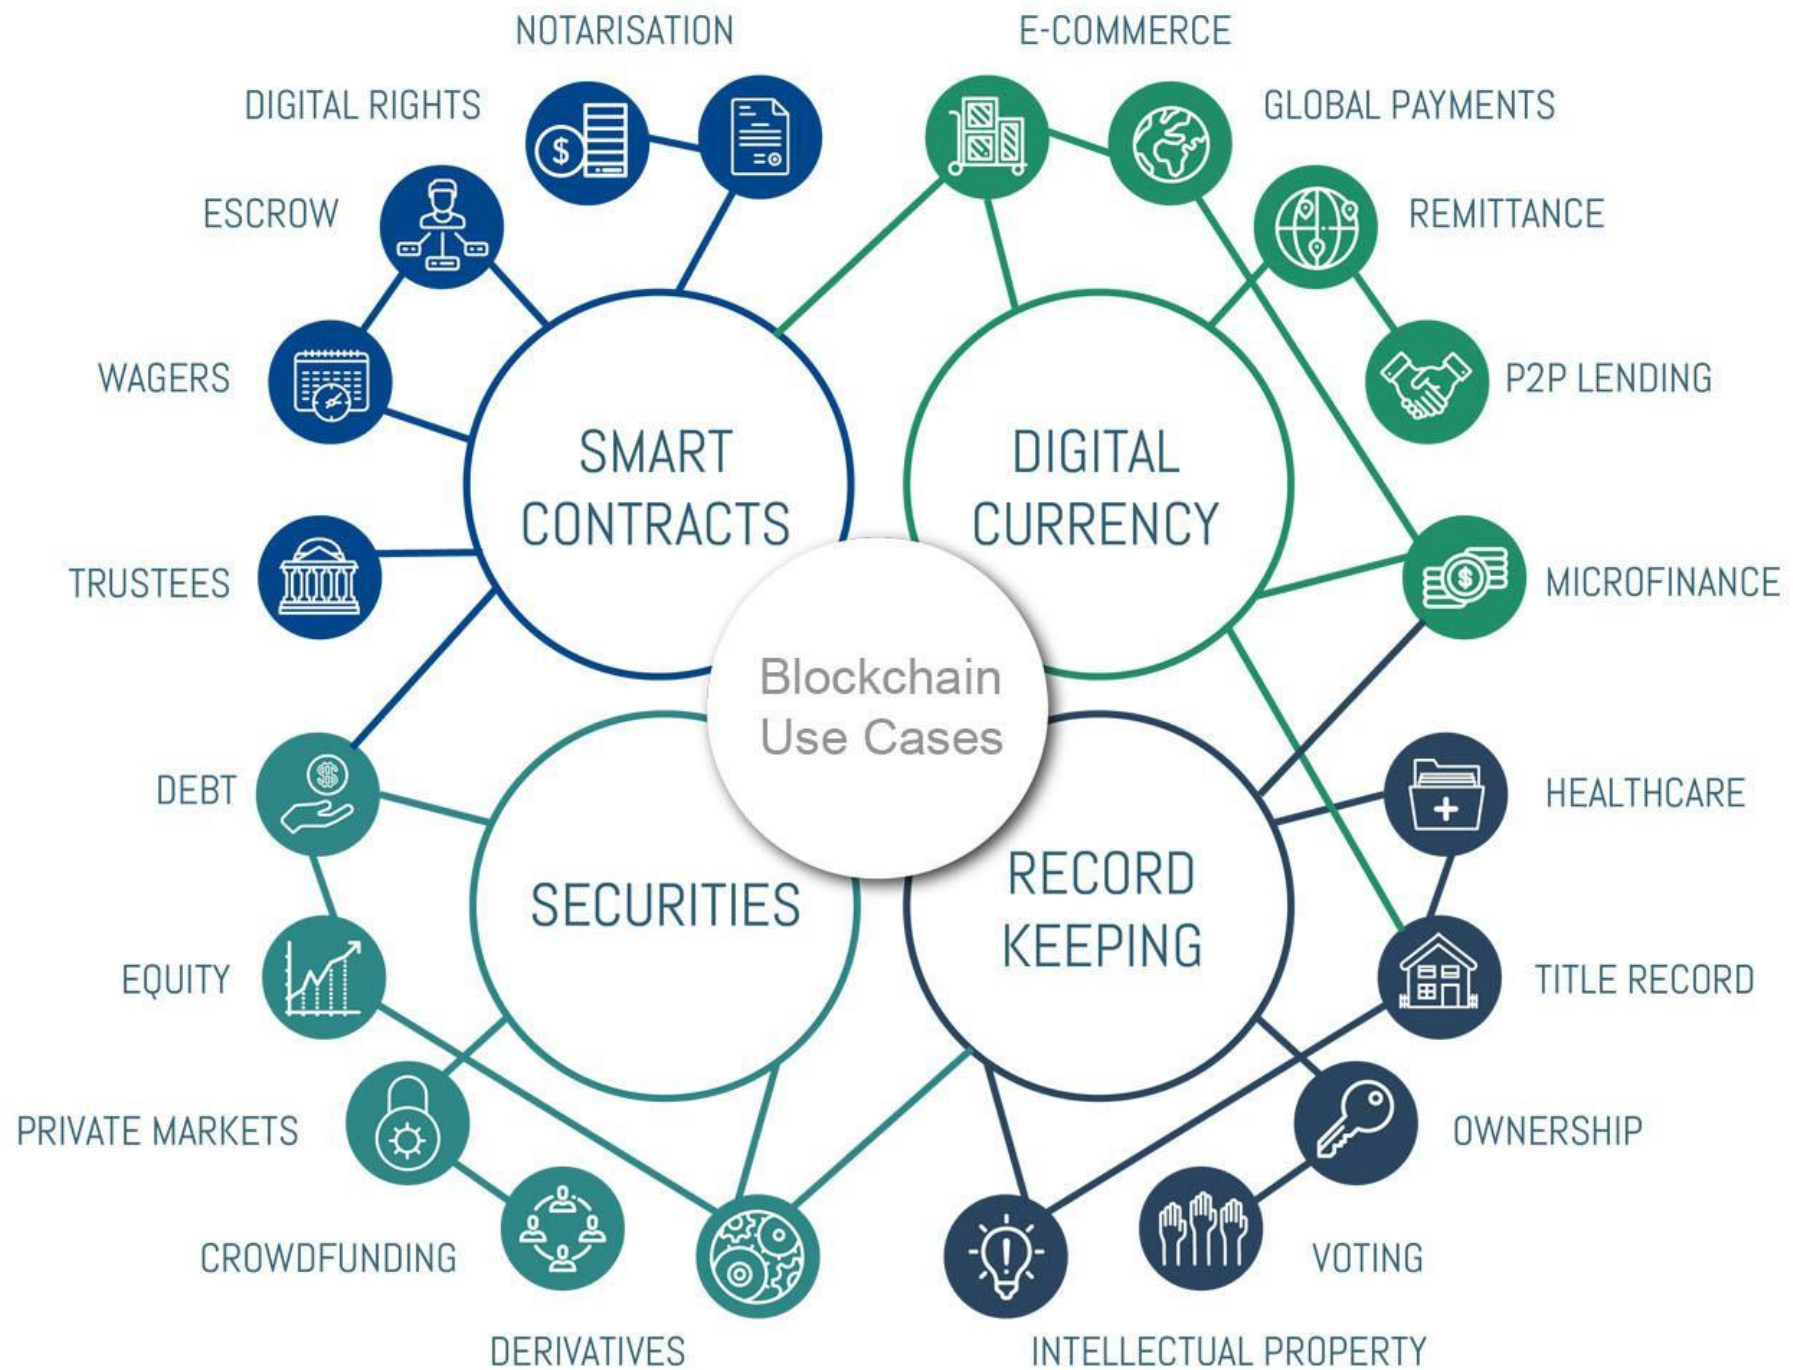 NOTARISATION
E-COMMERCE
DIGITAL RIGHTS
GLOBAL PAYMENTS
ESCROW
REMITTANCE
WAGERS
P2P LENDING
SMART
CONTRACTS
DIGITAL
CURRENCY
TRUSTEES
MICROFINANCE
Blockchain
Use Cases
DEBT
HEALTHCARE
SECURITIES
RECORD
KEEPING
EQUITY
TITLE RECORD
PRIVATE MARKETS
OWNERSHIP
CROWDFUNDING
VOTING
DERIVATIVES
INTELLECTUAL PROPERTY